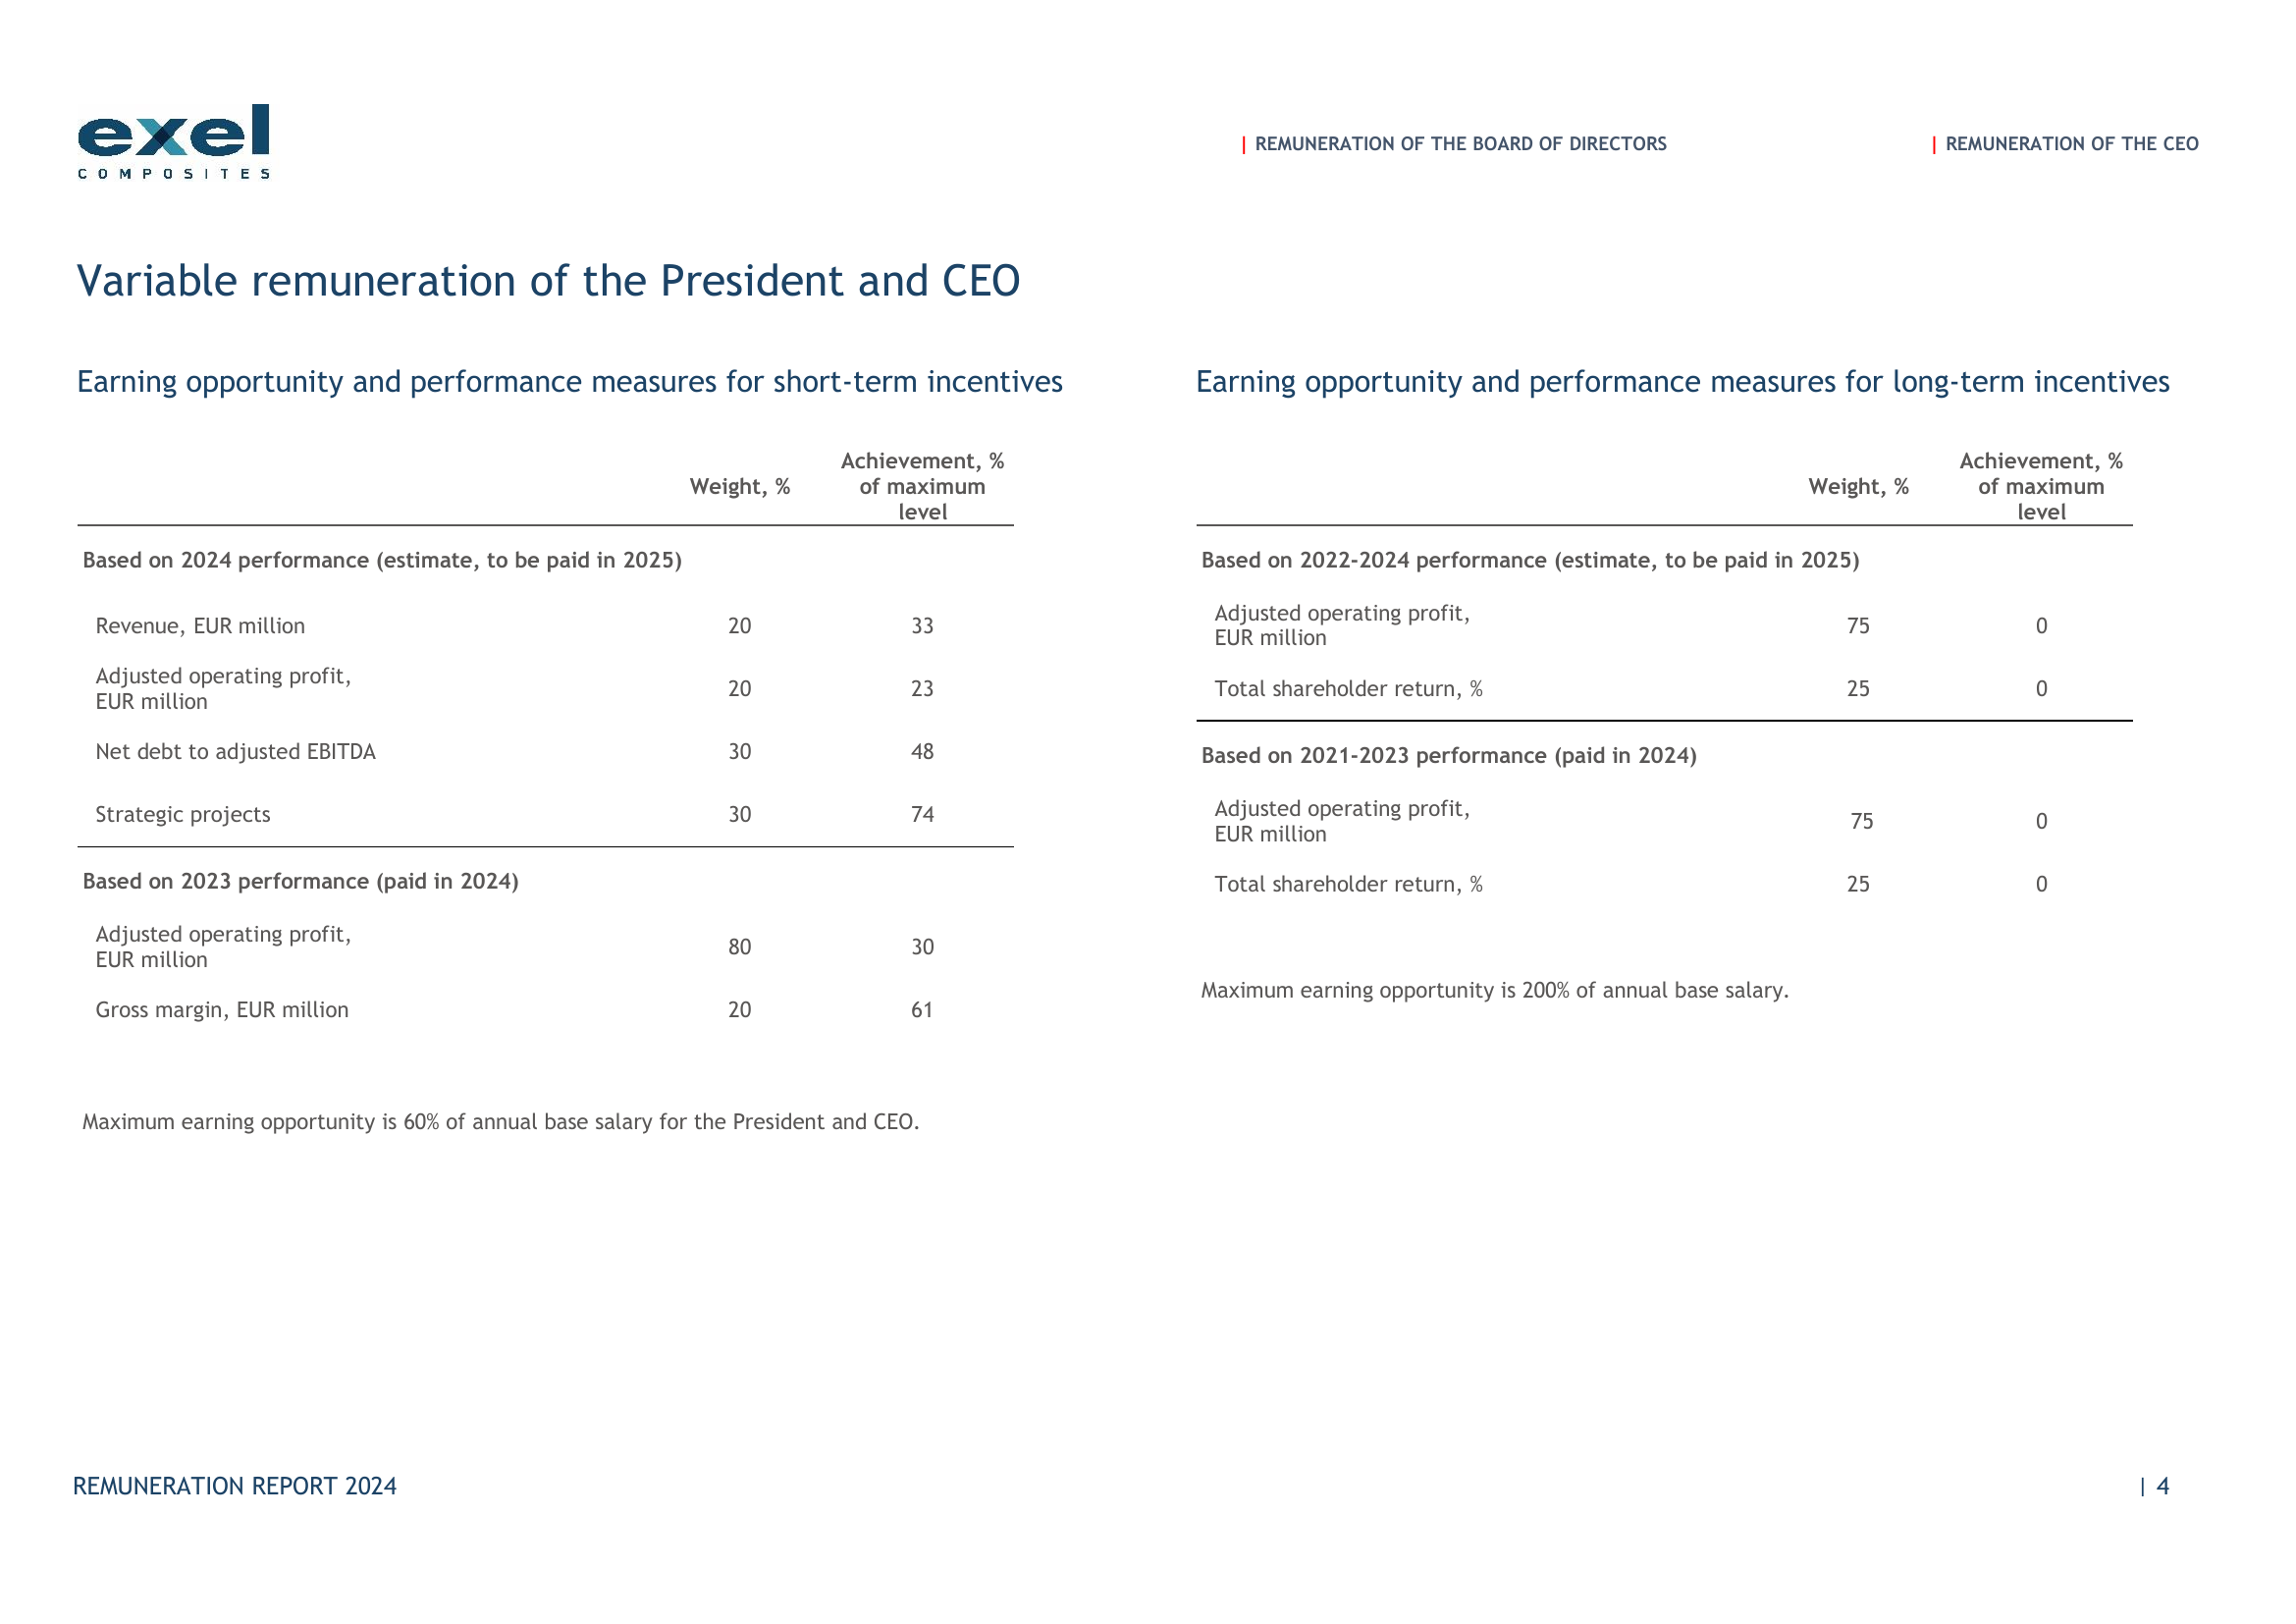 exel
COMPOSITES
| REMUNERATION OF THE BOARD OF DIRECTORS
| REMUNERATION OF THE CEO
Variable remuneration of the President and CEO
Earning opportunity and performance measures for short-term incentives
Weight, %
Achievement, %
of maximum
level
Based on 2024 performance (estimate, to be paid in 2025)
Revenue, EUR million 20 33
Adjusted operating profit,
EUR million 20 23
Net debt to adjusted EBITDA 30 48
Strategic projects 30 74
Based on 2023 performance (paid in 2024)
Adjusted operating profit,
EUR million 80 30
Gross margin, EUR million 20 61
Maximum earning opportunity is 60% of annual base salary for the President and CEO.
Earning opportunity and performance measures for long-term incentives
Weight, %
Achievement, %
of maximum
level
Based on 2022-2024 performance (estimate, to be paid in 2025)
Adjusted operating profit,
EUR million 75 0
Total shareholder return, % 25 0
Based on 2021-2023 performance (paid in 2024)
Adjusted operating profit,
EUR million 75 0
Total shareholder return, % 25 0
Maximum earning opportunity is 200% of annual base salary.
REMUNERATION REPORT 2024
| 4